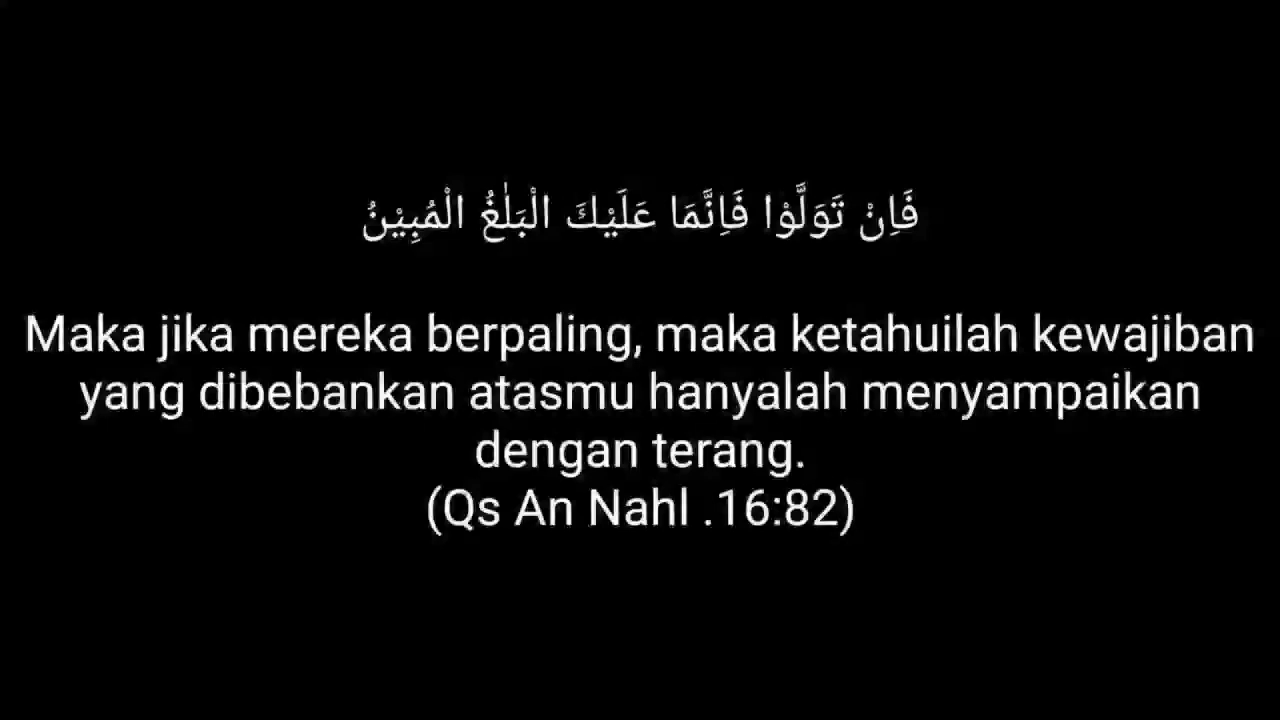 فَاِنْ تَوَلَّوْا فَاِنَّمَا عَلَيْكَ الْبَلٰغُ الْمُبِيْنُ
Maka jika mereka berpaling, maka ketahuilah kewajiban
yang dibebankan atasmu hanyalah menyampaikan
dengan terang.
(Qs An Nahl .16:82)